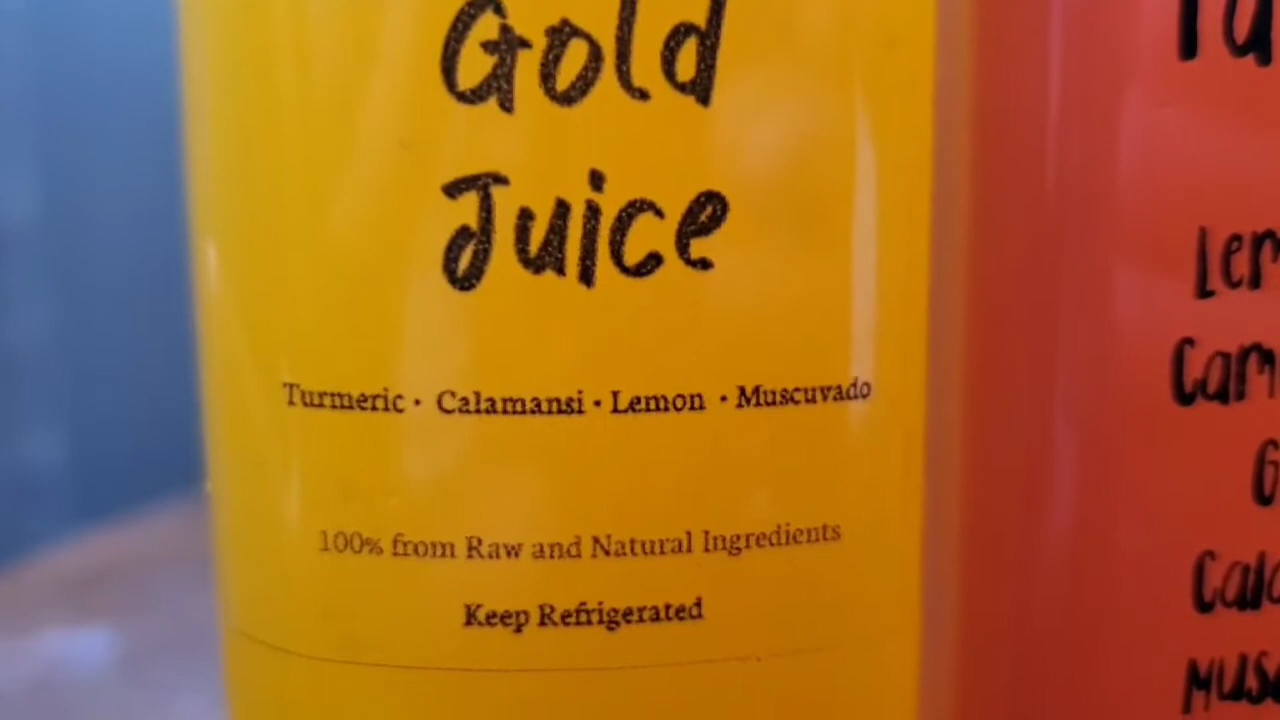 Gold
Juice
Turmeric · Calamansi · Lemon · Muscuvado
100% from Raw and Natural Ingredients
Keep Refrigerated